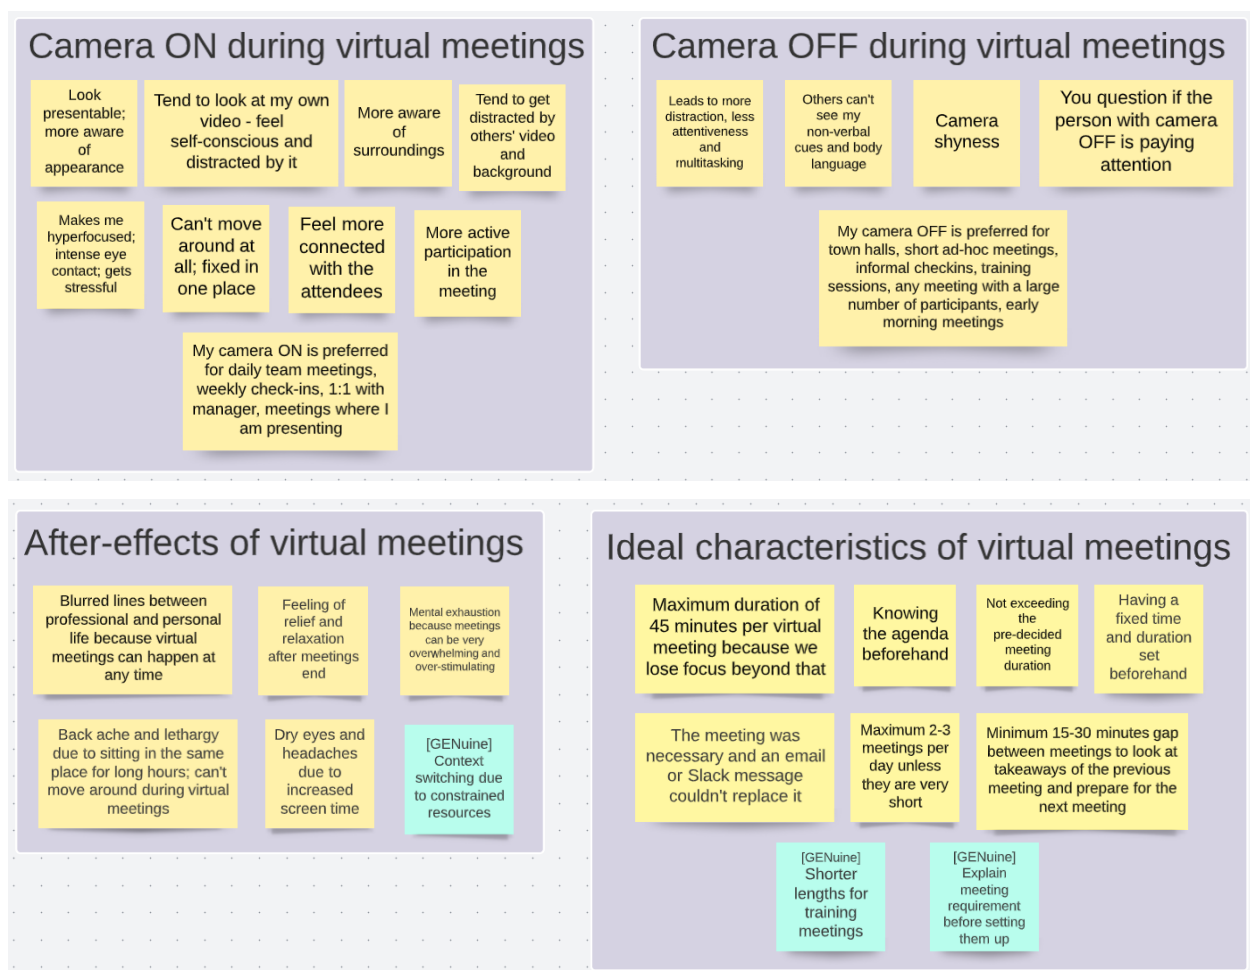 Camera ON during virtual meetings
Look
presentable;
more aware
of
appearance
Tend to look at my own
video - feel
self-conscious and
distracted by it
More aware
of
surroundings
Tend to get
distracted by
others' video
and
background
Makes me
hyperfocused;
intense eye
contact; gets
stressful
Can't move
around at
all; fixed in
one place
Feel more
connected
with the
attendees
More active
participation
in the
meeting
My camera ON is preferred
for daily team meetings,
weekly check-ins, 1:1 with
manager, meetings where I
am presenting
Camera OFF during virtual meetings
Leads to more
distraction, less
attentiveness
and
multitasking
Others can't
see my
non-verbal
cues and body
language
Camera
shyness
You question if the
person with camera
OFF is paying
attention
My camera OFF is preferred for
town halls, short ad-hoc meetings,
informal checkins, training
sessions, any meeting with a large
number of participants, early
morning meetings
After-effects of virtual meetings
Blurred lines between
professional and personal
life because virtual
meetings can happen at
any time
Feeling of
relief and
relaxation
after meetings
end
Mental exhaustion
because meetings
can be very
overwhelming and
over-stimulating
Back ache and lethargy
due to sitting in the same
place for long hours; can't
move around during virtual
meetings
Dry eyes and
headaches
due to
increased
screen time
[GENuine]
Context
switching due
to constrained
resources
Ideal characteristics of virtual meetings
Maximum duration of
45 minutes per virtual
meeting because we
lose focus beyond that
Knowing
the agenda
beforehand
Not exceeding
the
pre-decided
meeting
duration
Having a
fixed time
and duration
set
beforehand
The meeting was
necessary and an email
or Slack message
couldn't replace it
Maximum 2-3
meetings per
day unless
they are very
short
Minimum 15-30 minutes gap
between meetings to look at
takeaways of the previous
meeting and prepare for the
next meeting
[GENuine]
Shorter
lengths for
training
meetings
[GENuine]
Explain
meeting
requirement
before setting
them up